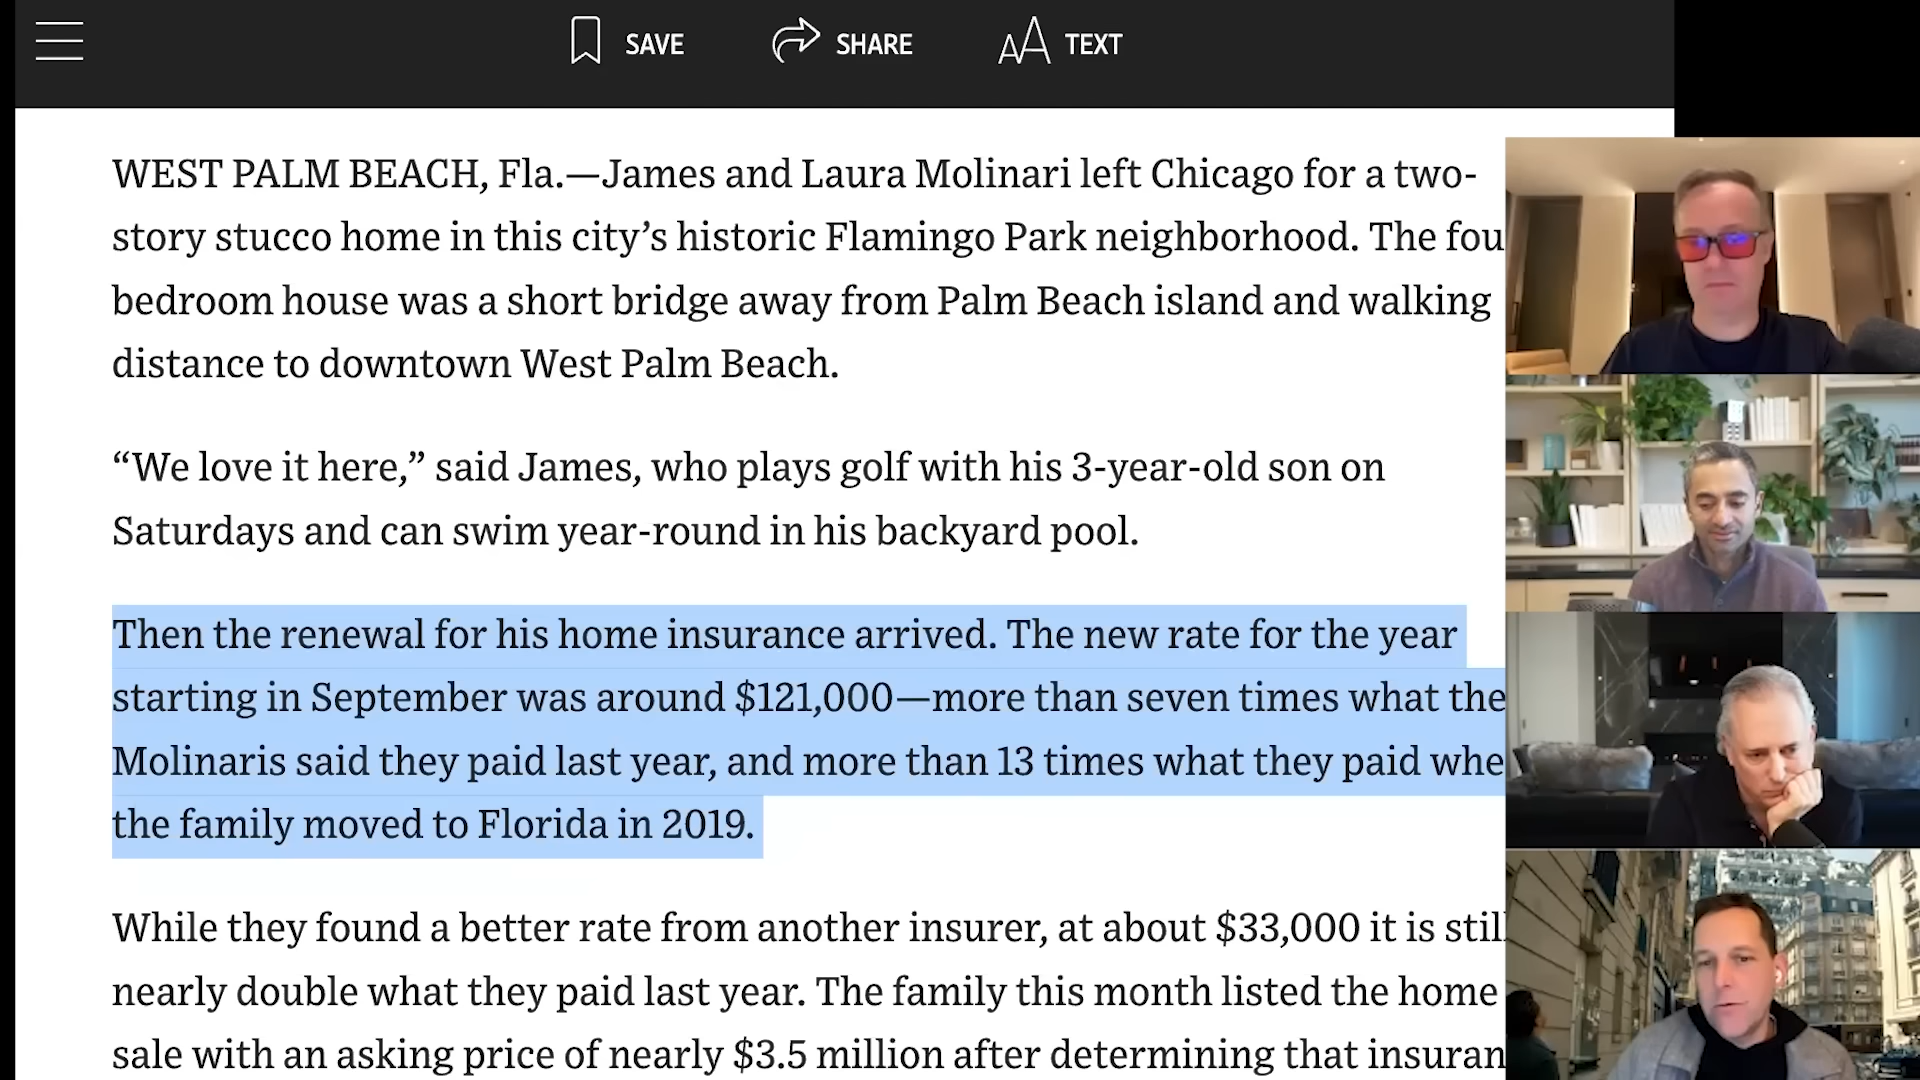 SAVE SHARE TEXT
WEST PALM BEACH, Fla.—James and Laura Molinari left Chicago for a two-
story stucco home in this city’s historic Flamingo Park neighborhood. The fou
bedroom house was a short bridge away from Palm Beach island and walking
distance to downtown West Palm Beach.
“We love it here,” said James, who plays golf with his 3-year-old son on
Saturdays and can swim year-round in his backyard pool.
Then the renewal for his home insurance arrived. The new rate for the year
starting in September was around $121,000—more than seven times what the
Molinaris said they paid last year, and more than 13 times what they paid whe
the family moved to Florida in 2019.
While they found a better rate from another insurer, at about $33,000 it is still
nearly double what they paid last year. The family this month listed the home
sale with an asking price of nearly $3.5 million after determining that insuran